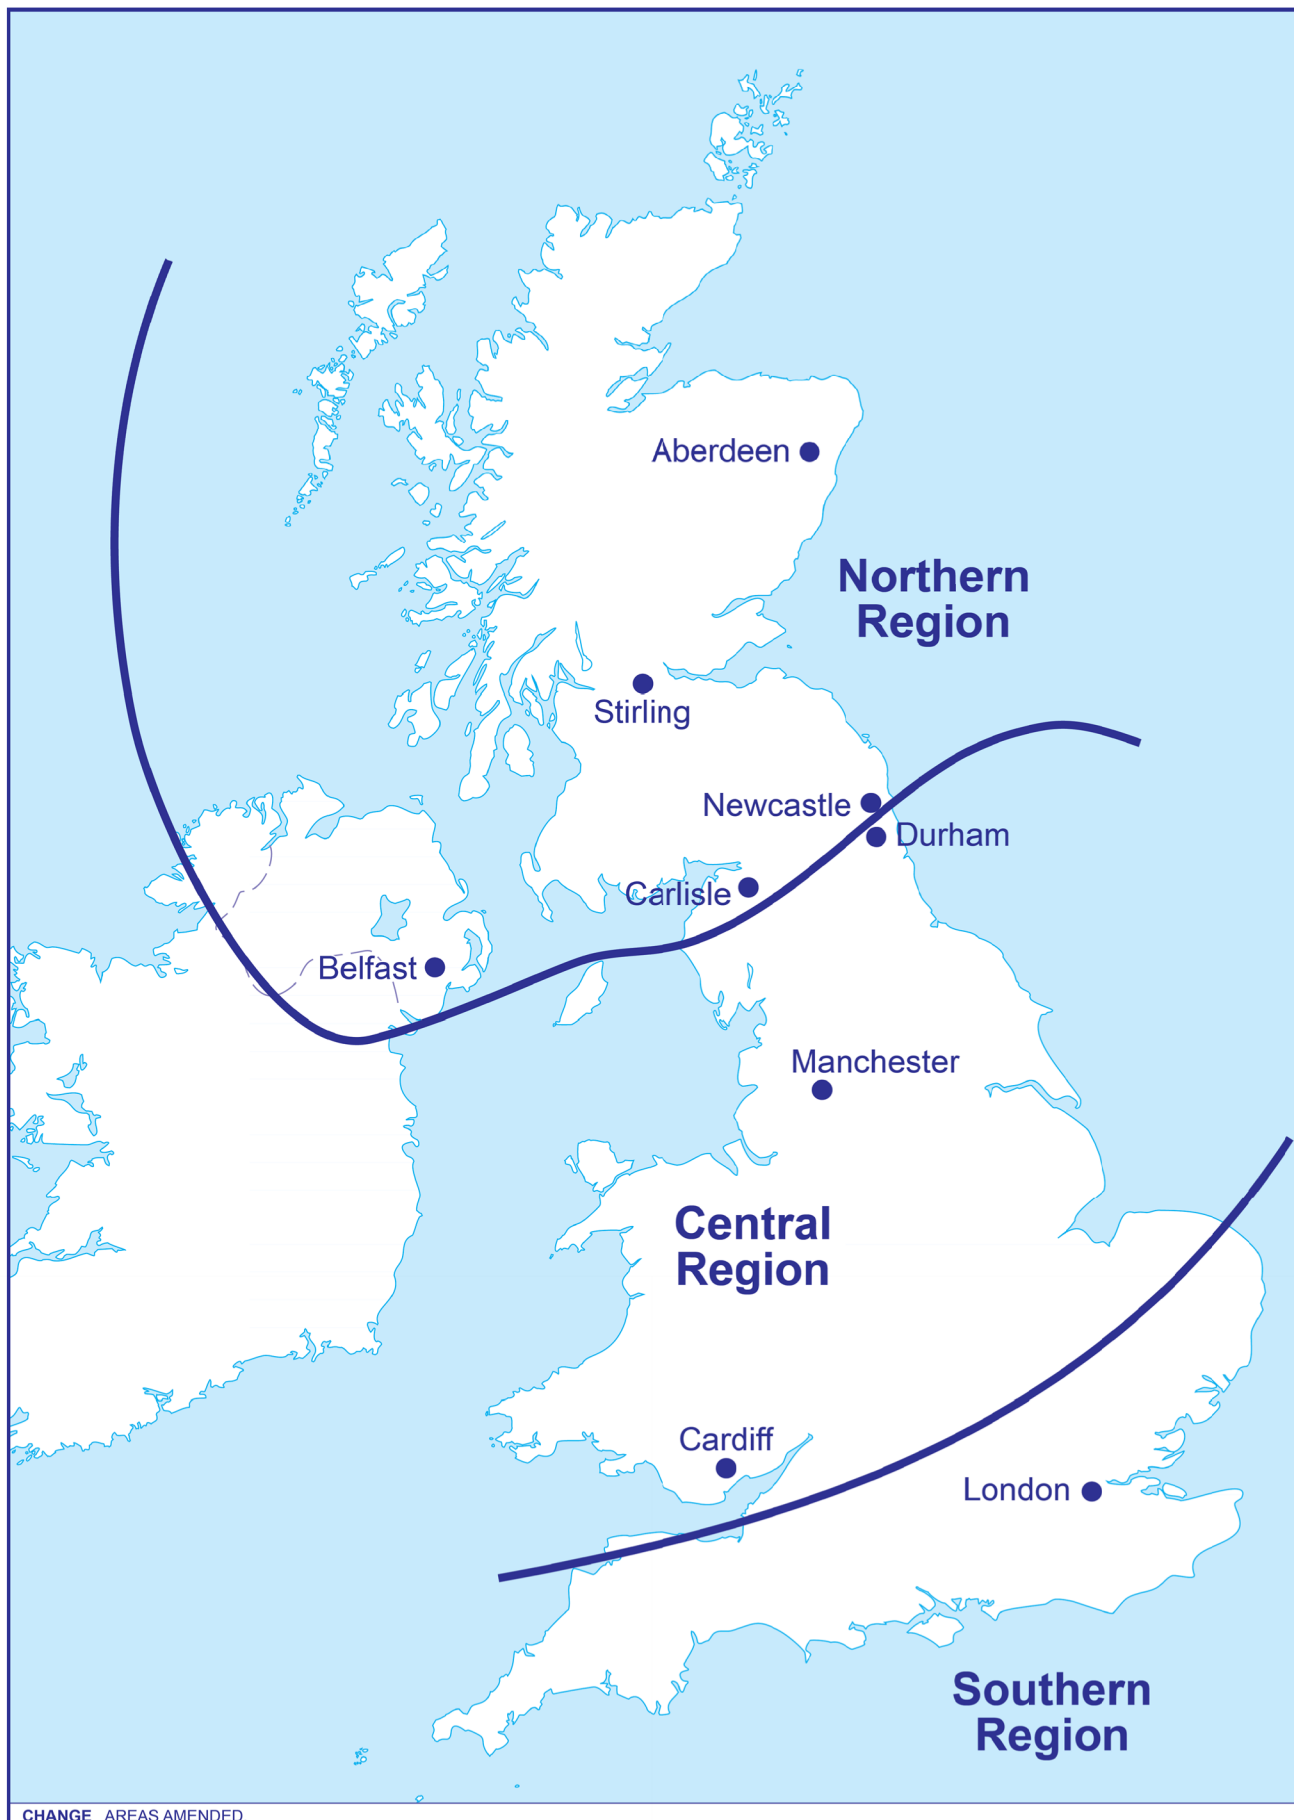 Aberdeen
Northern
Region
Stirling
Newcastle
Durham
Carlisle
Belfast
Manchester
Central
Region
Cardiff
London
Southern
Region
CHANGE AREAS AMENDED